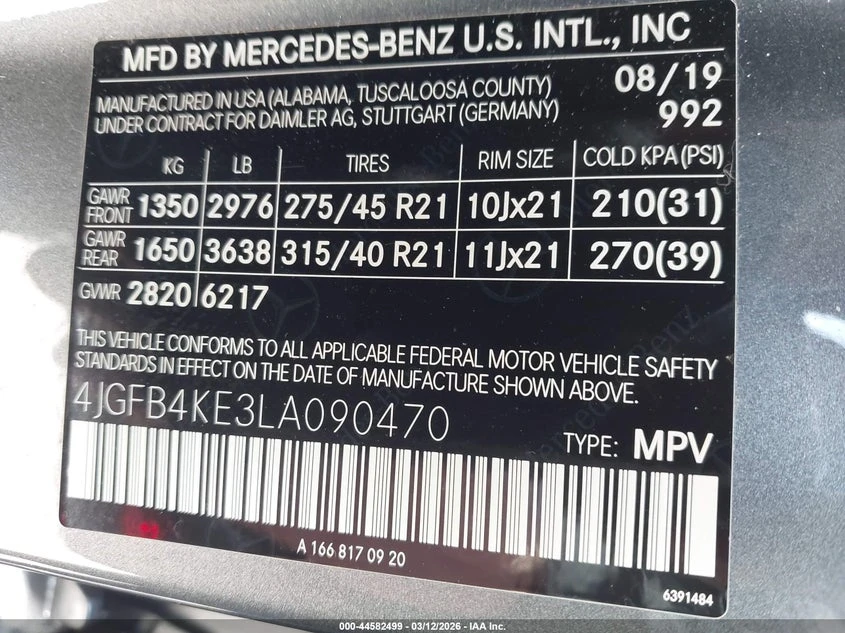 MFD BY MERCEDES-BENZ U.S. INTL., INC
MANUFACTURED IN USA (ALABAMA, TUSCALOOSA COUNTY) 08/19
UNDER CONTRACT FOR DAIMLER AG, STUTTGART (GERMANY) 992
KG LB TIRES RIM SIZE COLD KPA (PSI)
GAWR FRONT 1350 2976 275/45 R21 10Jx21 210(31)
GAWR REAR 1650 3638 315/40 R21 11Jx21 270(39)
GVWR 2820 6217
THIS VEHICLE CONFORMS TO ALL APPLICABLE FEDERAL MOTOR VEHICLE SAFETY
STANDARDS IN EFFECT ON THE DATE OF MANUFACTURE SHOWN ABOVE.
4JGFB4KE3LA090470
TYPE: MPV
A 166 817 09 20
6391484
000-44582499 - 03/12/2026 - IAA Inc.